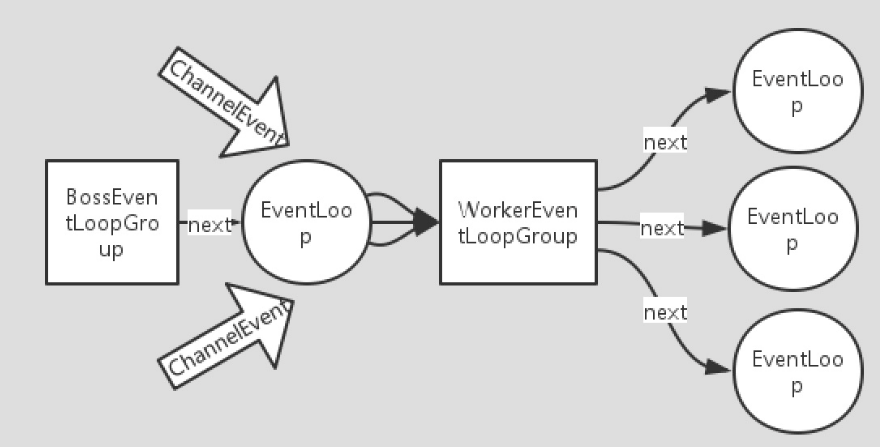 ChannelEvent
BossEven
tLoopGro
up
next
EventLoo
p
ChannelEvent
WorkerEven
tLoopGroup
next
EventLoo
p
next
EventLoo
p
next
EventLoo
p